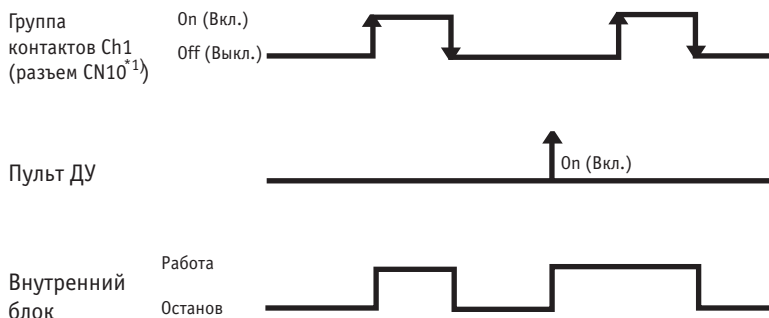 Группа
контактов Ch1
(разъем CN10*1)
On (Вкл.)
Off (Выкл.)
Пульт ДУ
On (Вкл.)
Внутренний
блок
Работа
Останов